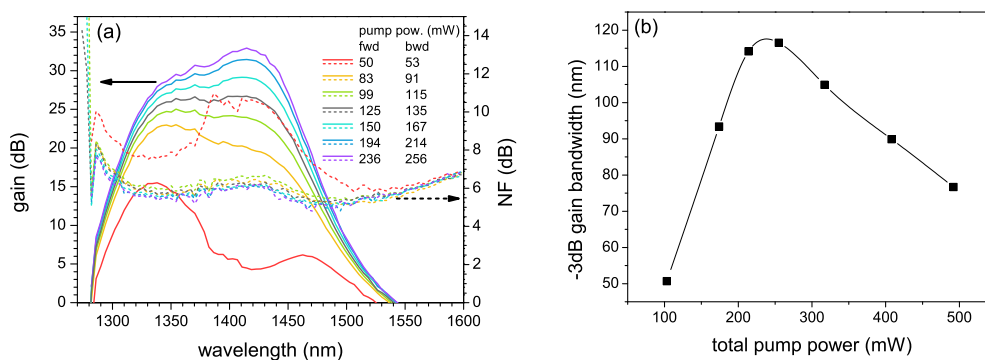 (a)
pump pow. (mW)
fwd bwd
50 53
83 91
99 115
125 135
150 167
194 214
236 256
35
30
25
20
15
10
5
0
gain (dB)
14
12
10
8
6
4
2
0
NF (dB)
1300 1350 1400 1450 1500 1550 1600
wavelength (nm)
(b)
120
110
100
90
80
70
60
50
-3dB gain bandwidth (nm)
100 200 300 400 500
total pump power (mW)